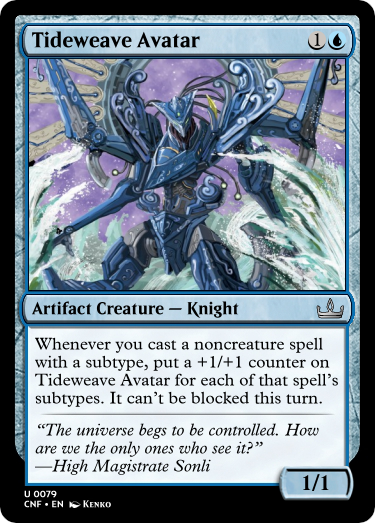 Tideweave Avatar 1
Artifact Creature — Knight
Whenever you cast a noncreature spell
with a subtype, put a +1/+1 counter on
Tideweave Avatar for each of that spell's
subtypes. It can't be blocked this turn.
“The universe begs to be controlled. How
are we the only ones who see it?”
—High Magistrate Sonli
1/1
U 0079
CNF • EN Kenko